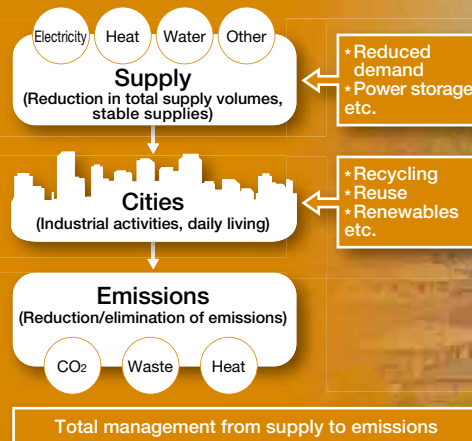 Electricity Heat Water Other
Supply
(Reduction in total supply volumes,
stable supplies)
*Reduced
demand
*Power storage
etc.
Cities
(Industrial activities, daily living)
*Recycling
*Reuse
*Renewables
etc.
Emissions
(Reduction/elimination of emissions)
CO₂ Waste Heat
Total management from supply to emissions